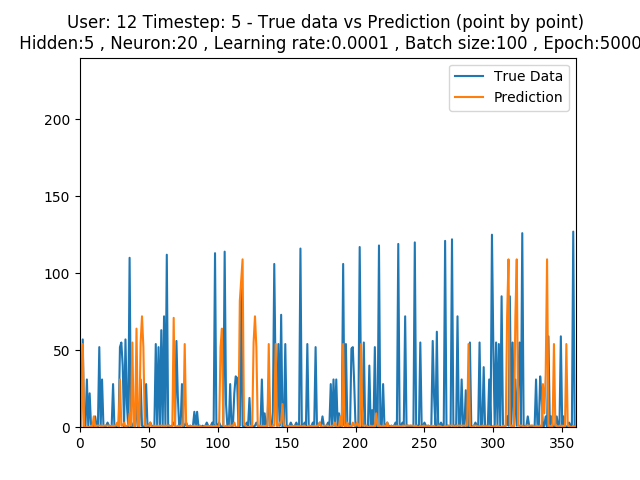 User: 12 Timestep: 5 - True data vs Prediction (point by point)
Hidden:5 , Neuron:20 , Learning rate:0.0001 , Batch size:100 , Epoch:5000
True Data
Prediction
200
150
100
50
0
0 50 100 150 200 250 300 350